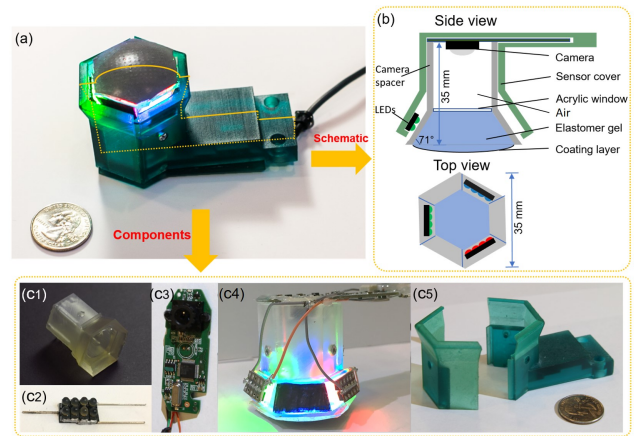 (a)
Schematic
Components
(b)
Side view
Camera
Camera
spacer
35 mm
Sensor cover
LEDs
Acrylic window
Air
Elastomer gel
71°
Coating layer
Top view
35 mm
(c1)
(c2)
(c3)
(c4)
(c5)